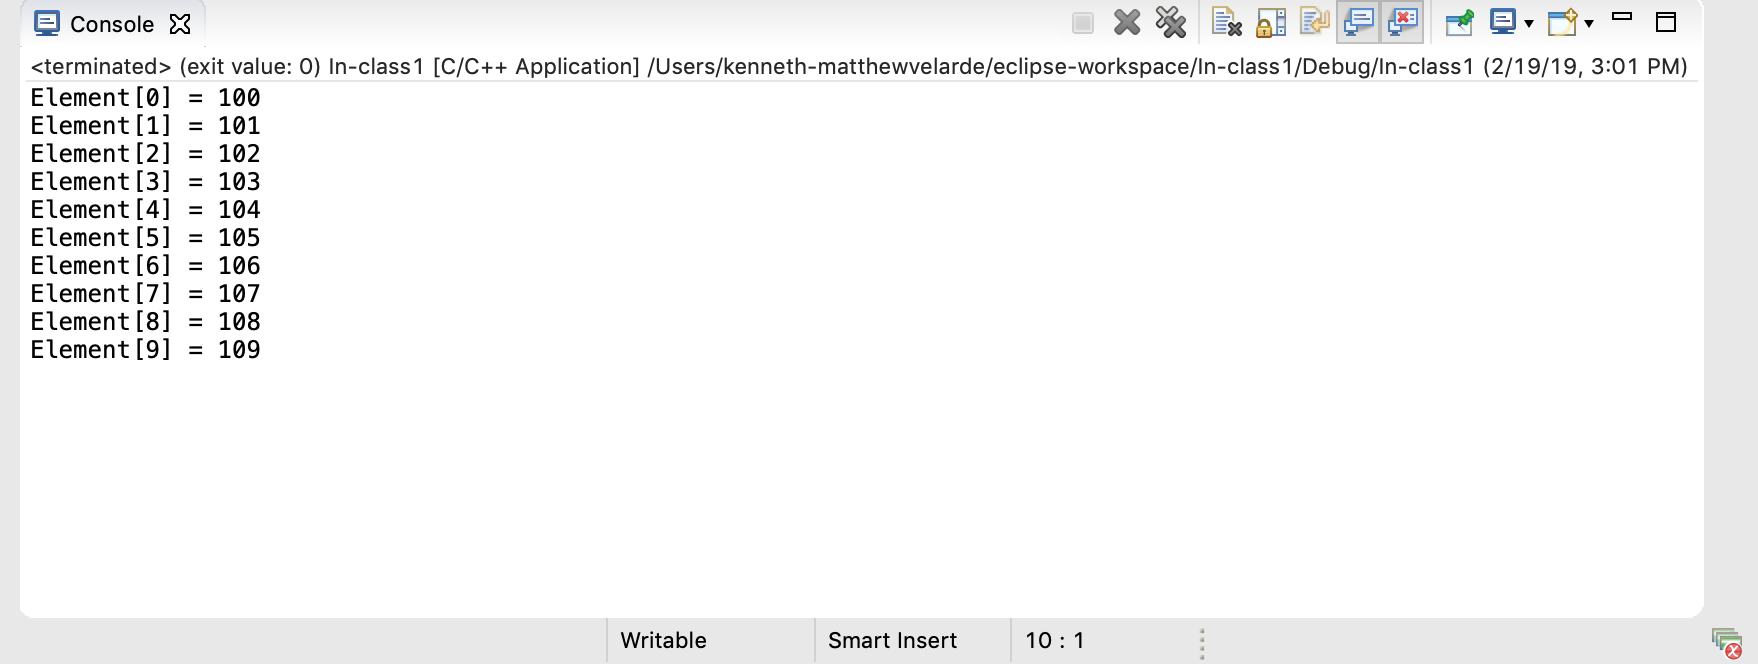 Console
<terminated> (exit value: 0) In-class1 [C/C++ Application] /Users/kenneth-matthewvelarde/eclipse-workspace/In-class1/Debug/In-class1 (2/19/19, 3:01 PM)
Element[0] = 100
Element[1] = 101
Element[2] = 102
Element[3] = 103
Element[4] = 104
Element[5] = 105
Element[6] = 106
Element[7] = 107
Element[8] = 108
Element[9] = 109
Writable Smart Insert 10 : 1